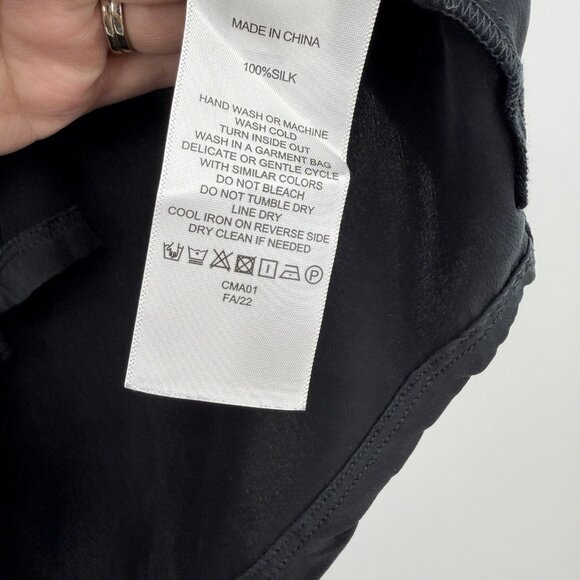 MADE IN CHINA
100%SILK
HAND WASH OR MACHINE
WASH COLD
TURN INSIDE OUT
WASH IN A GARMENT BAG
DELICATE OR GENTLE CYCLE
WITH SIMILAR COLORS
DO NOT BLEACH
DO NOT TUMBLE DRY
LINE DRY
COOL IRON ON REVERSE SIDE
DRY CLEAN IF NEEDED
P
CMA01
FA/22